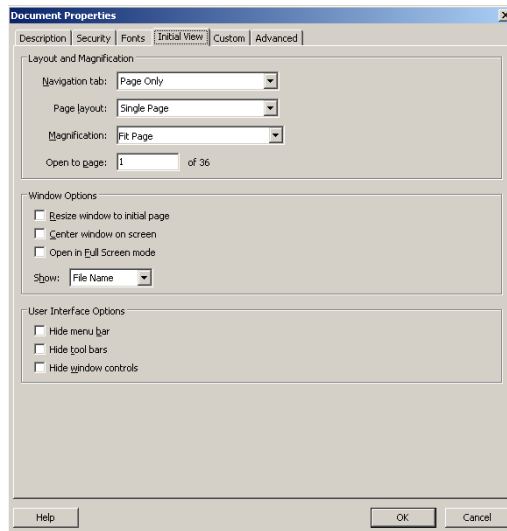 Document Properties
Description Security Fonts Initial View Custom Advanced
Layout and Magnification
Navigation tab: Page Only
Page layout: Single Page
Magnification: Fit Page
Open to page: 1 of 36
Window Options
Resize window to initial page
Center window on screen
Open in Full Screen mode
Show: File Name
User Interface Options
Hide menu bar
Hide tool bars
Hide window controls
Help OK Cancel